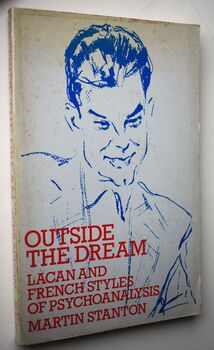 OUTSIDE
THE DREAM
LACAN AND
FRENCH STYLES
OF PSYCHOANALYSIS
MARTIN STANTON